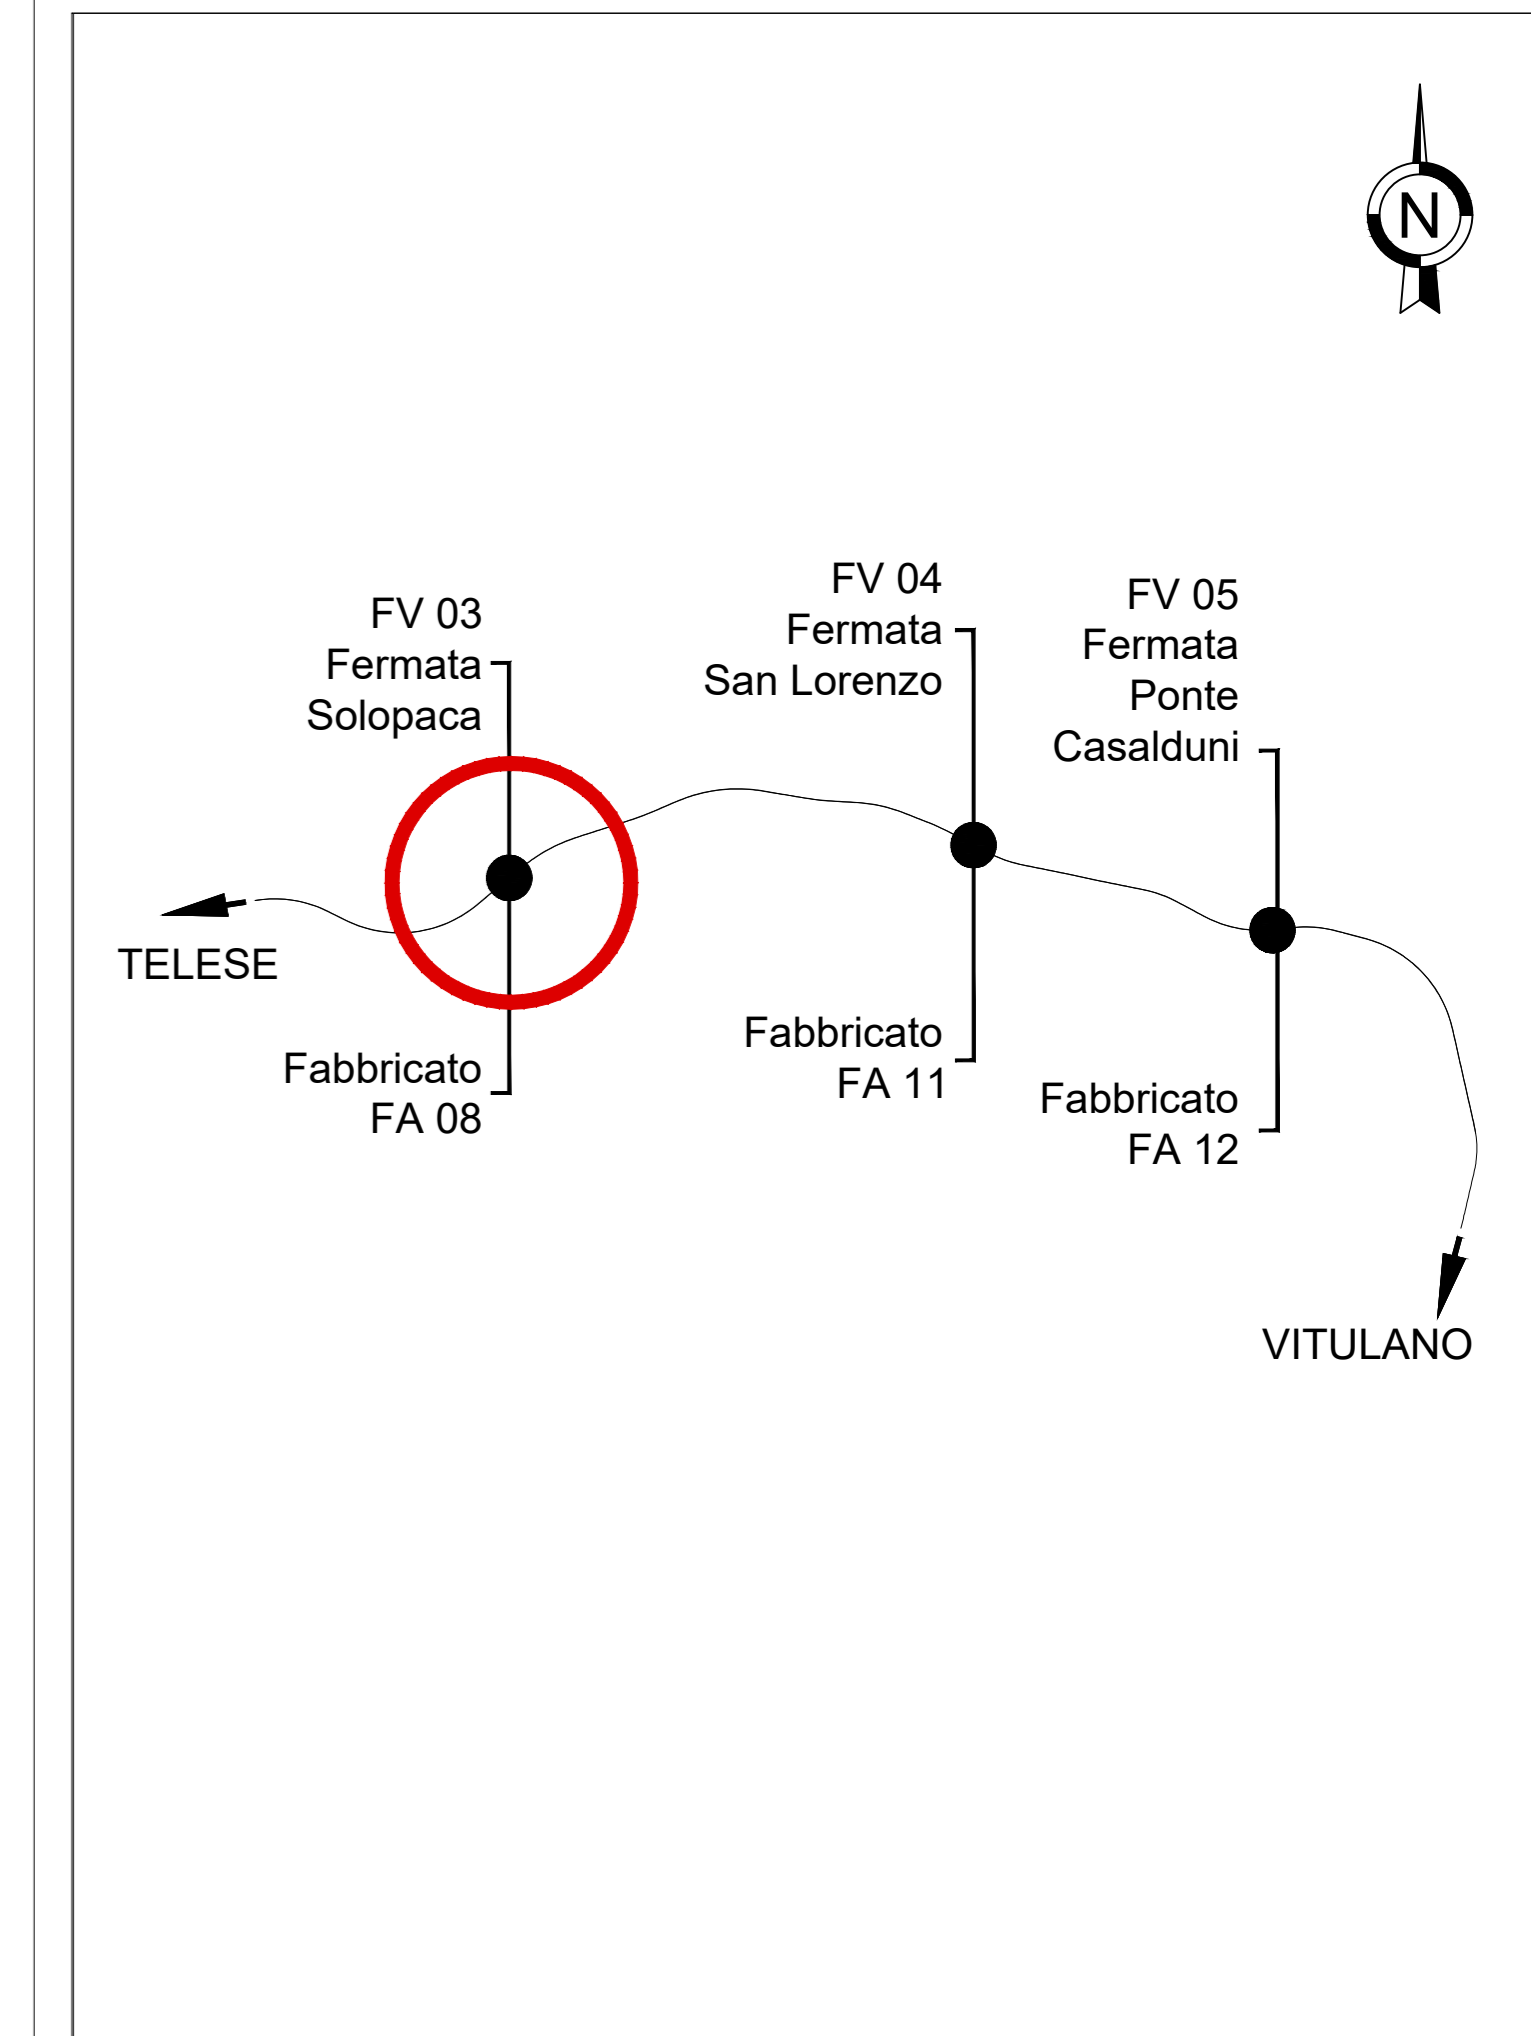 N
FV 03
Fermata
Solopaca
FV 04
Fermata
San Lorenzo
FV 05
Fermata
Ponte
Casalduni
TELESE
Fabbricato
FA 08
Fabbricato
FA 11
Fabbricato
FA 12
VITULANO